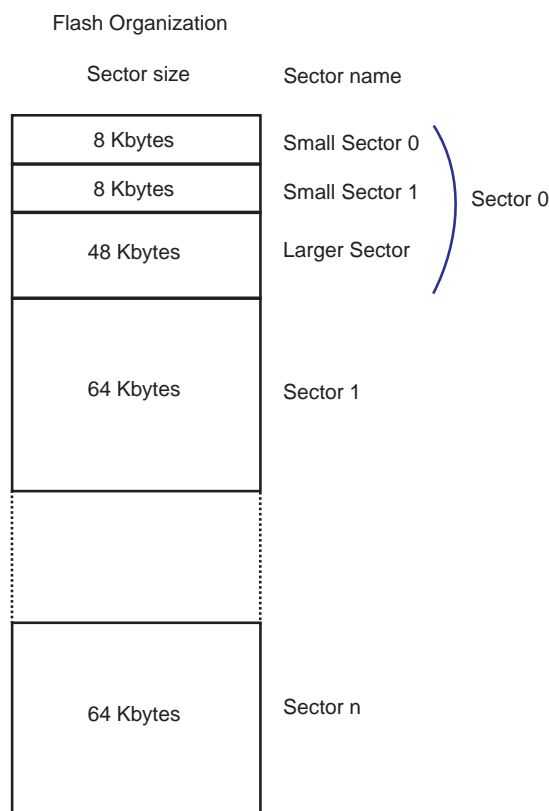 Flash Organization
Sector size Sector name
8 Kbytes Small Sector 0
8 Kbytes Small Sector 1 Sector 0
48 Kbytes Larger Sector
64 Kbytes Sector 1
64 Kbytes Sector n